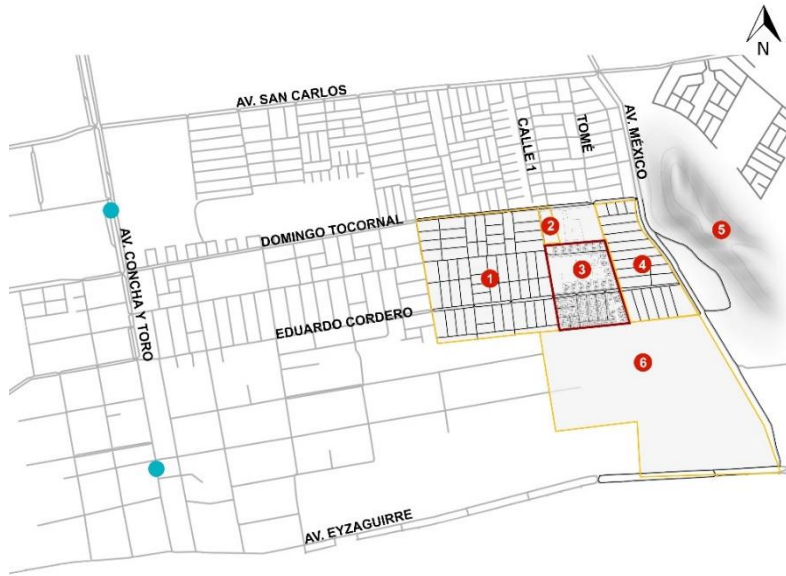 N
AV. SAN CARLOS
CALLE 1
TOMÉ
AV. MÉXICO
DOMINGO TOCORNAL
2
5
AV. CONCHA Y TORO
1
3
4
EDUARDO CORDERO
6
AV. EYZAGUIRRE